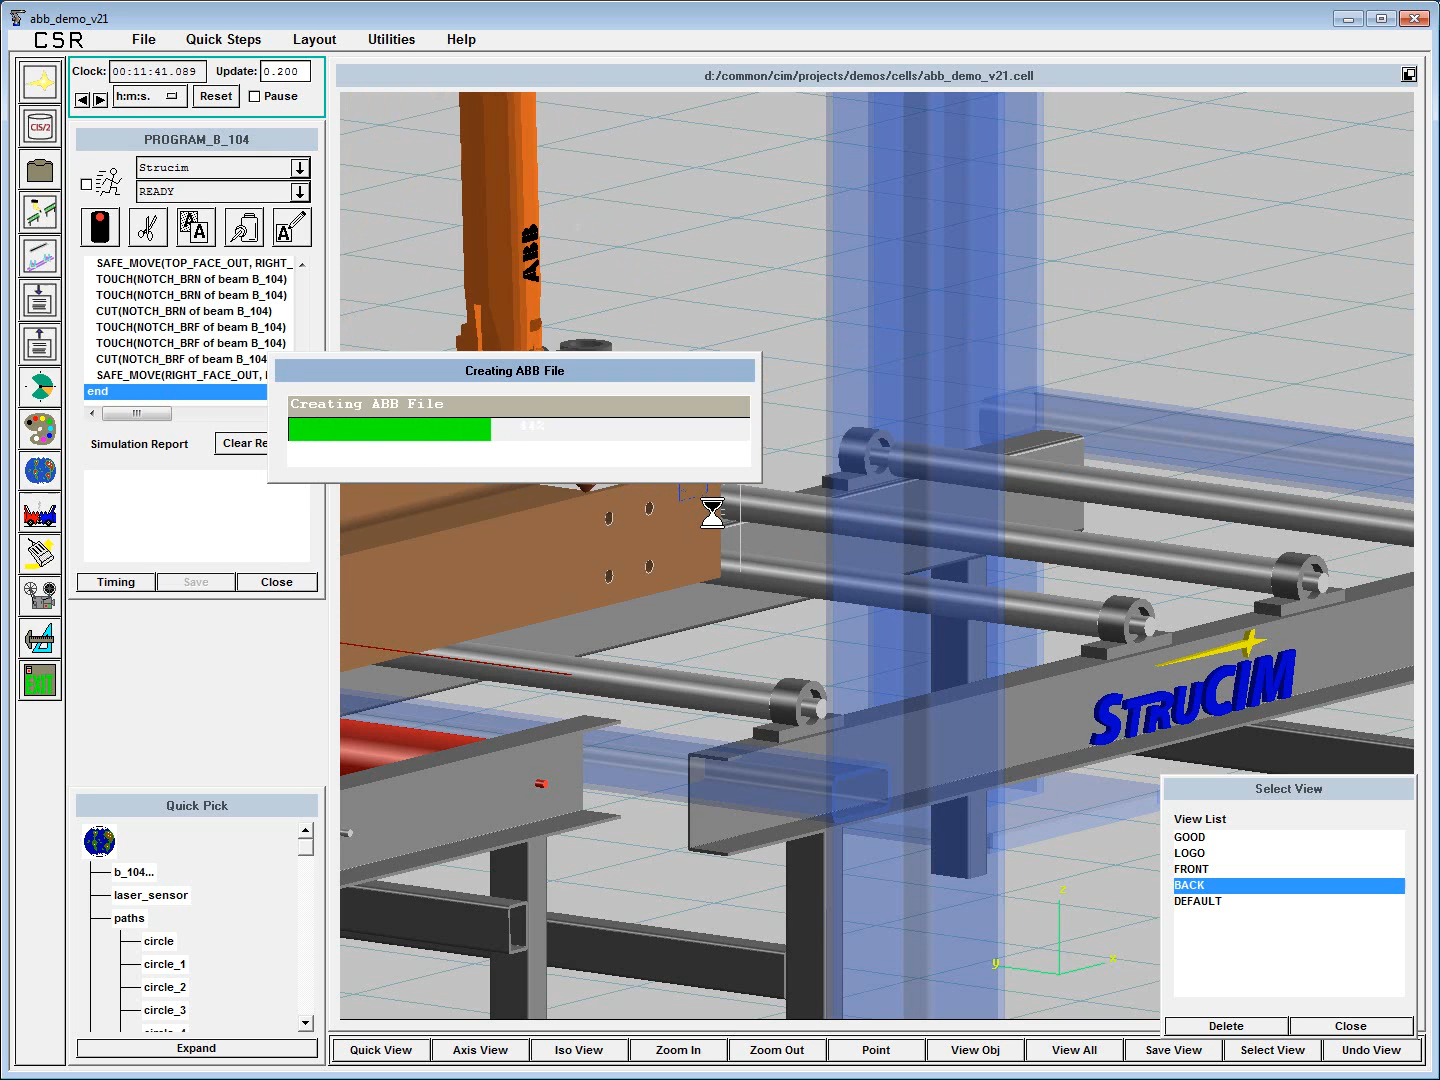 abb_demo_v21
CSR
File
Quick Steps
Layout
Utilities
Help
Clock:
00:11:41.089
Update:
0.200
h:m:s.
Reset
Pause
d:/common/cim/projects/demos/cells/abb_demo_v21.cell
CIS/2
PROGRAM_B_104
Strucim
READY
SAFE_MOVE(TOP_FACE_OUT, RIGHT_
TOUCH(NOTCH_BRN of beam B_104)
TOUCH(NOTCH_BRN of beam B_104)
CUT(NOTCH_BRN of beam B_104)
TOUCH(NOTCH_BRF of beam B_104)
TOUCH(NOTCH_BRF of beam B_104)
CUT(NOTCH_BRF of beam B_104
SAFE_MOVE(RIGHT_FACE_OUT,
end
Simulation Report
Clear Re
Timing
Save
Close
ABB
Creating ABB File
Creating ABB File
44%
STRUCIM
EXIT
Quick Pick
b_104...
laser_sensor
paths
circle
circle_1
circle_2
circle_3
Expand
Select View
View List
GOOD
LOGO
FRONT
BACK
DEFAULT
Delete
Close
z
y
x
Quick View
Axis View
Iso View
Zoom In
Zoom Out
Point
View Obj
View All
Save View
Select View
Undo View